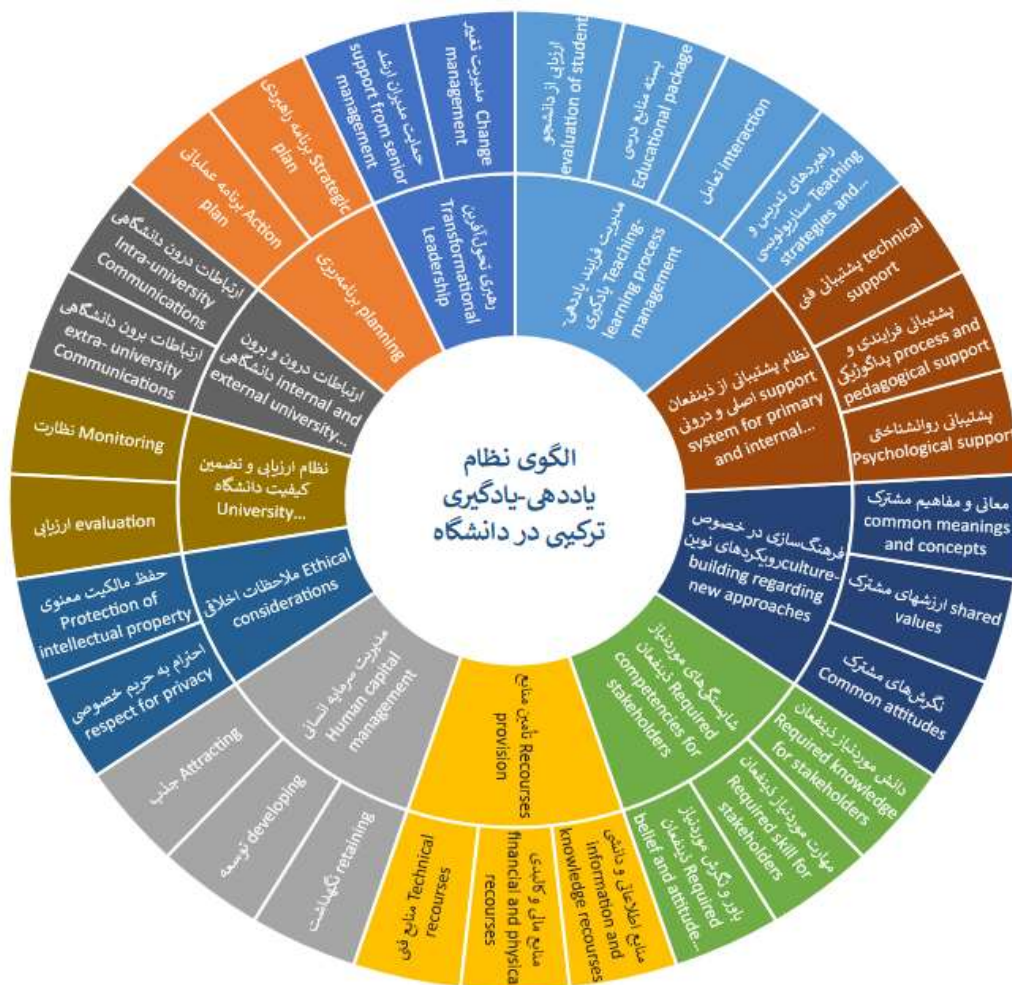 الگوی نظام
یاددهی-یادگیری
ترکیبی در دانشگاه
مدیریت فرایند یاددهی-
یادگیری Teaching-
learning process
management
ارزیابی از دانشجو
evaluation of student
بسته منابع درسی
Educational package
تعامل interaction
راهبردهای تدریس و
سناریونویسی Teaching
strategies and...
نظام پشتیبانی از ذینفعان
اصلی و درونی support
system for primary
and internal...
پشتیبانی فنی technical
support
پشتیبانی فرایندی و
پداگوژیکی process and
pedagogical support
پشتیبانی روانشناختی
Psychological support
فرهنگ‌سازی در خصوص
رویکردهای نوین culture-
building regarding
new approaches
معانی و مفاهیم مشترک
common meanings
and concepts
ارزشهای مشترک shared
values
نگرش‌های مشترک
Common attitudes
شایستگی‌های موردنیاز
ذینفعان Required
competencies for
stakeholders
دانش موردنیاز ذینفعان
Required knowledge
for stakeholders
مهارت موردنیاز ذینفعان
Required skill for
stakeholders
باور و نگرش موردنیاز
ذینفعان Required
belief and attitude...
تأمین منابع Recourses
provision
منابع اطلاعاتی و دانشی
information and
knowledge recourses
منابع مالی و کالبدی
financial and physical
recourses
منابع فنی Technical
recourses
مدیریت سرمایه انسانی
Human capital
management
نگهداشت retaining
توسعه developing
جذب Attracting
ملاحظات اخلاقی Ethical
considerations
احترام به حریم خصوصی
respect for privacy
حفظ مالکیت معنوی
Protection of
intellectual property
نظام ارزیابی و تضمین
کیفیت دانشگاه
University...
ارزیابی evaluation
نظارت Monitoring
ارتباطات درون و برون
دانشگاهی internal and
external university...
ارتباطات برون دانشگاهی
extra- university
Communications
ارتباطات درون دانشگاهی
Intra-university
Communications
برنامه‌ریزی planning
برنامه عملیاتی Action
plan
برنامه راهبردی Strategic
plan
رهبری تحول‌آفرین
Transformational
Leadership
حمایت مدیران ارشد
support from senior
management
مدیریت تغییر Change
management